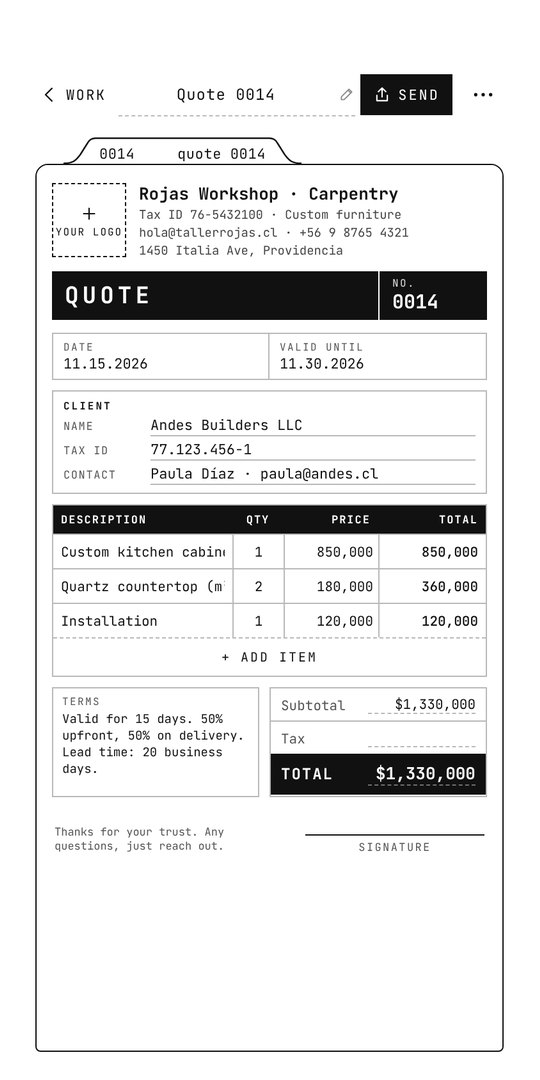 WORK
Quote 0014
SEND
0014 quote 0014
+
YOUR LOGO
Rojas Workshop · Carpentry
Tax ID 76-5432100 · Custom furniture
hola@tallerrojas.cl · +56 9 8765 4321
1450 Italia Ave, Providencia
QUOTE
NO.
0014
DATE
11.15.2026
VALID UNTIL
11.30.2026
CLIENT
NAME Andes Builders LLC
TAX ID 77.123.456-1
CONTACT Paula Díaz · paula@andes.cl
DESCRIPTION QTY PRICE TOTAL
Custom kitchen 1 850,000 850,000
Quartz countertop 2 180,000 360,000
Installation 1 120,000 120,000
+ ADD ITEM
TERMS
Valid for 15 days. 50%
upfront, 50% on delivery.
Lead time: 20 business
days.
Subtotal $1,330,000
Tax
TOTAL $1,330,000
Thanks for your trust. Any
questions, just reach out.
SIGNATURE